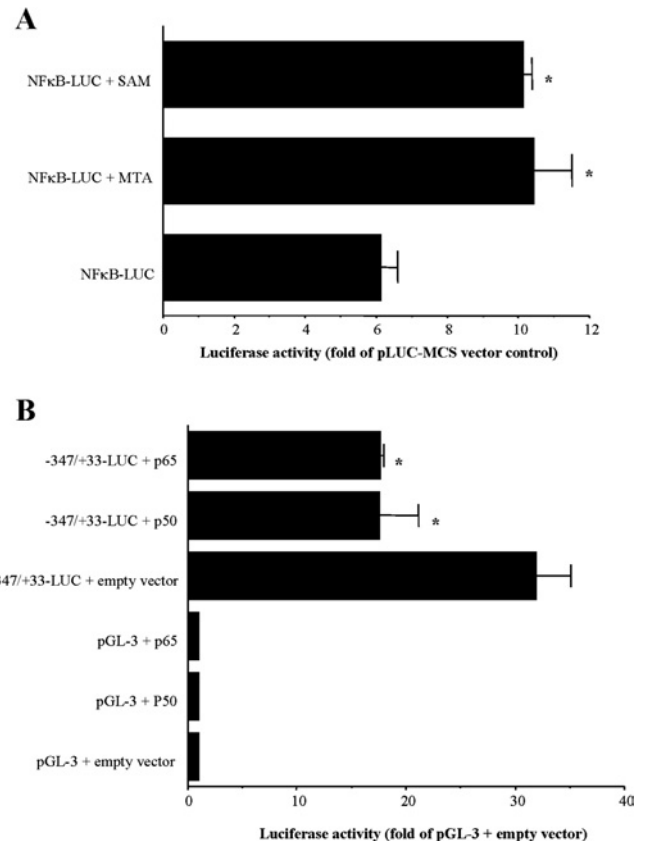 A
NFκB-LUC + SAM
*
NFκB-LUC + MTA
*
NFκB-LUC
0 2 4 6 8 10 12
Luciferase activity (fold of pLUC-MCS vector control)
B
-347/+33-LUC + p65
*
-347/+33-LUC + p50
*
347/+33-LUC + empty vector
pGL-3 + p65
pGL-3 + P50
pGL-3 + empty vector
0 10 20 30 40
Luciferase activity (fold of pGL-3 + empty vector)